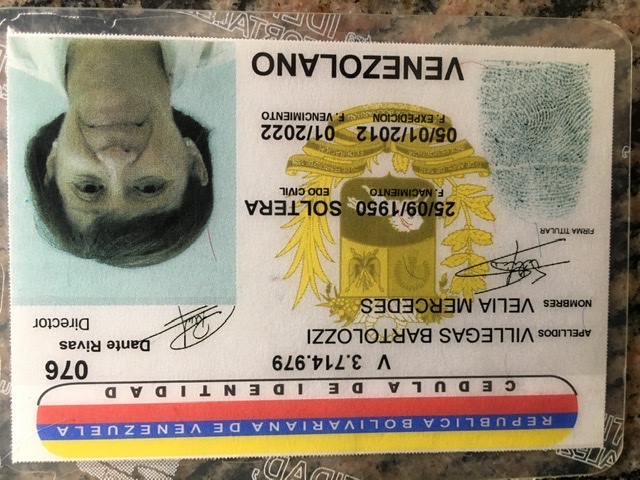 REPUBLICA BOLIVARIANA DE VENEZUELA
CEDULA DE IDENTIDAD
V 3.714.979
076
APELLIDOS VILLEGAS BARTOLOZZI
Dante Rivas
Director
NOMBRES VELIA MERCEDES
FIRMA TITULAR
25/09/1950 SOLTERA
F. NACIMIENTO EDO CIVIL
05/01/2012 01/2022
F. EXPEDICION F. VENCIMIENTO
VENEZOLANO